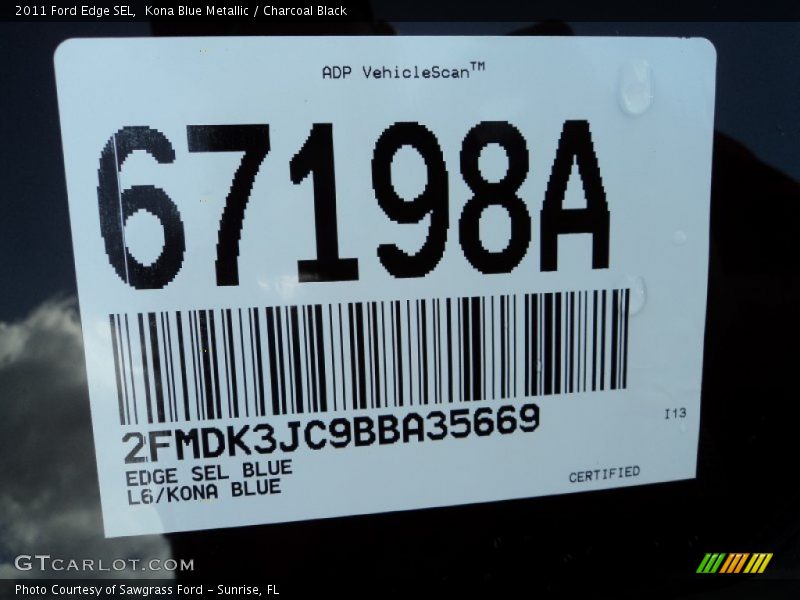 2011 Ford Edge SEL, Kona Blue Metallic / Charcoal Black
ADP VehicleScan™
67198A
2FMDK3JC9BBA35669
I13
EDGE SEL BLUE
L6/KONA BLUE
CERTIFIED
GTCARLOT.COM
Photo Courtesy of Sawgrass Ford - Sunrise, FL